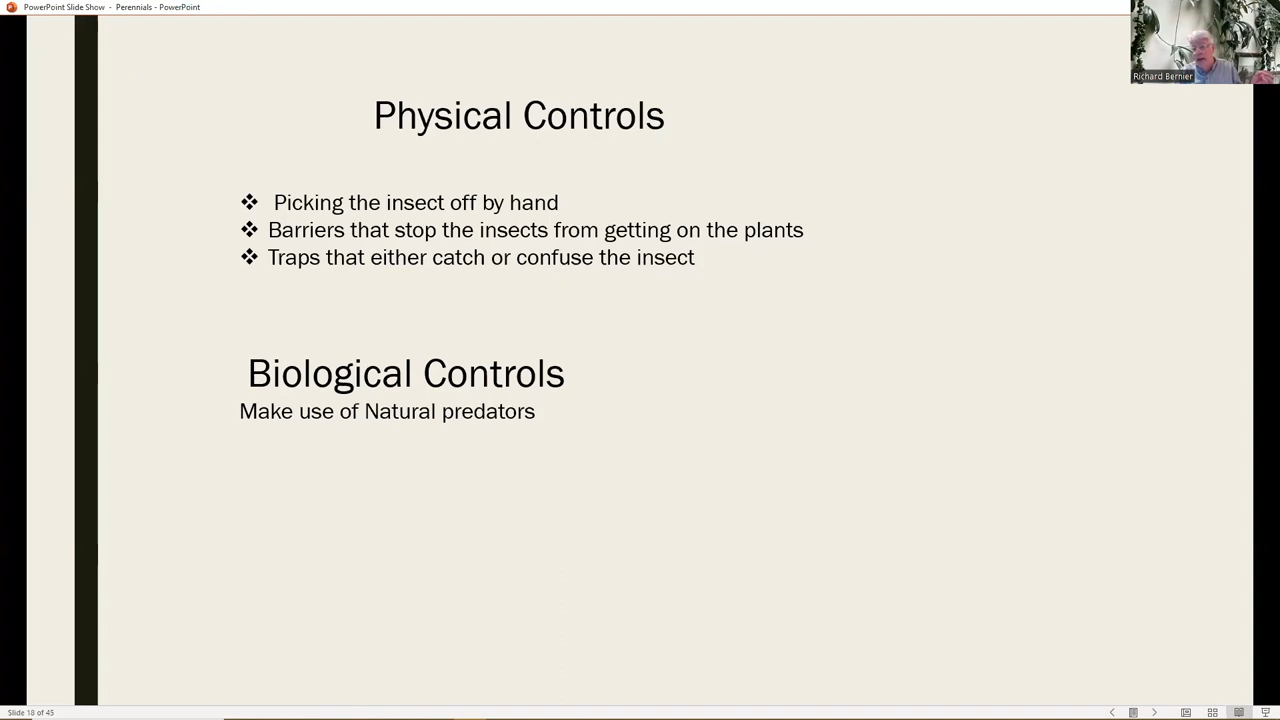 PowerPoint Slide Show - Perennials - PowerPoint
Richard Bernier
Physical Controls
❖ Picking the insect off by hand
❖ Barriers that stop the insects from getting on the plants
❖ Traps that either catch or confuse the insect
Biological Controls
Make use of Natural predators
Slide 18 of 45